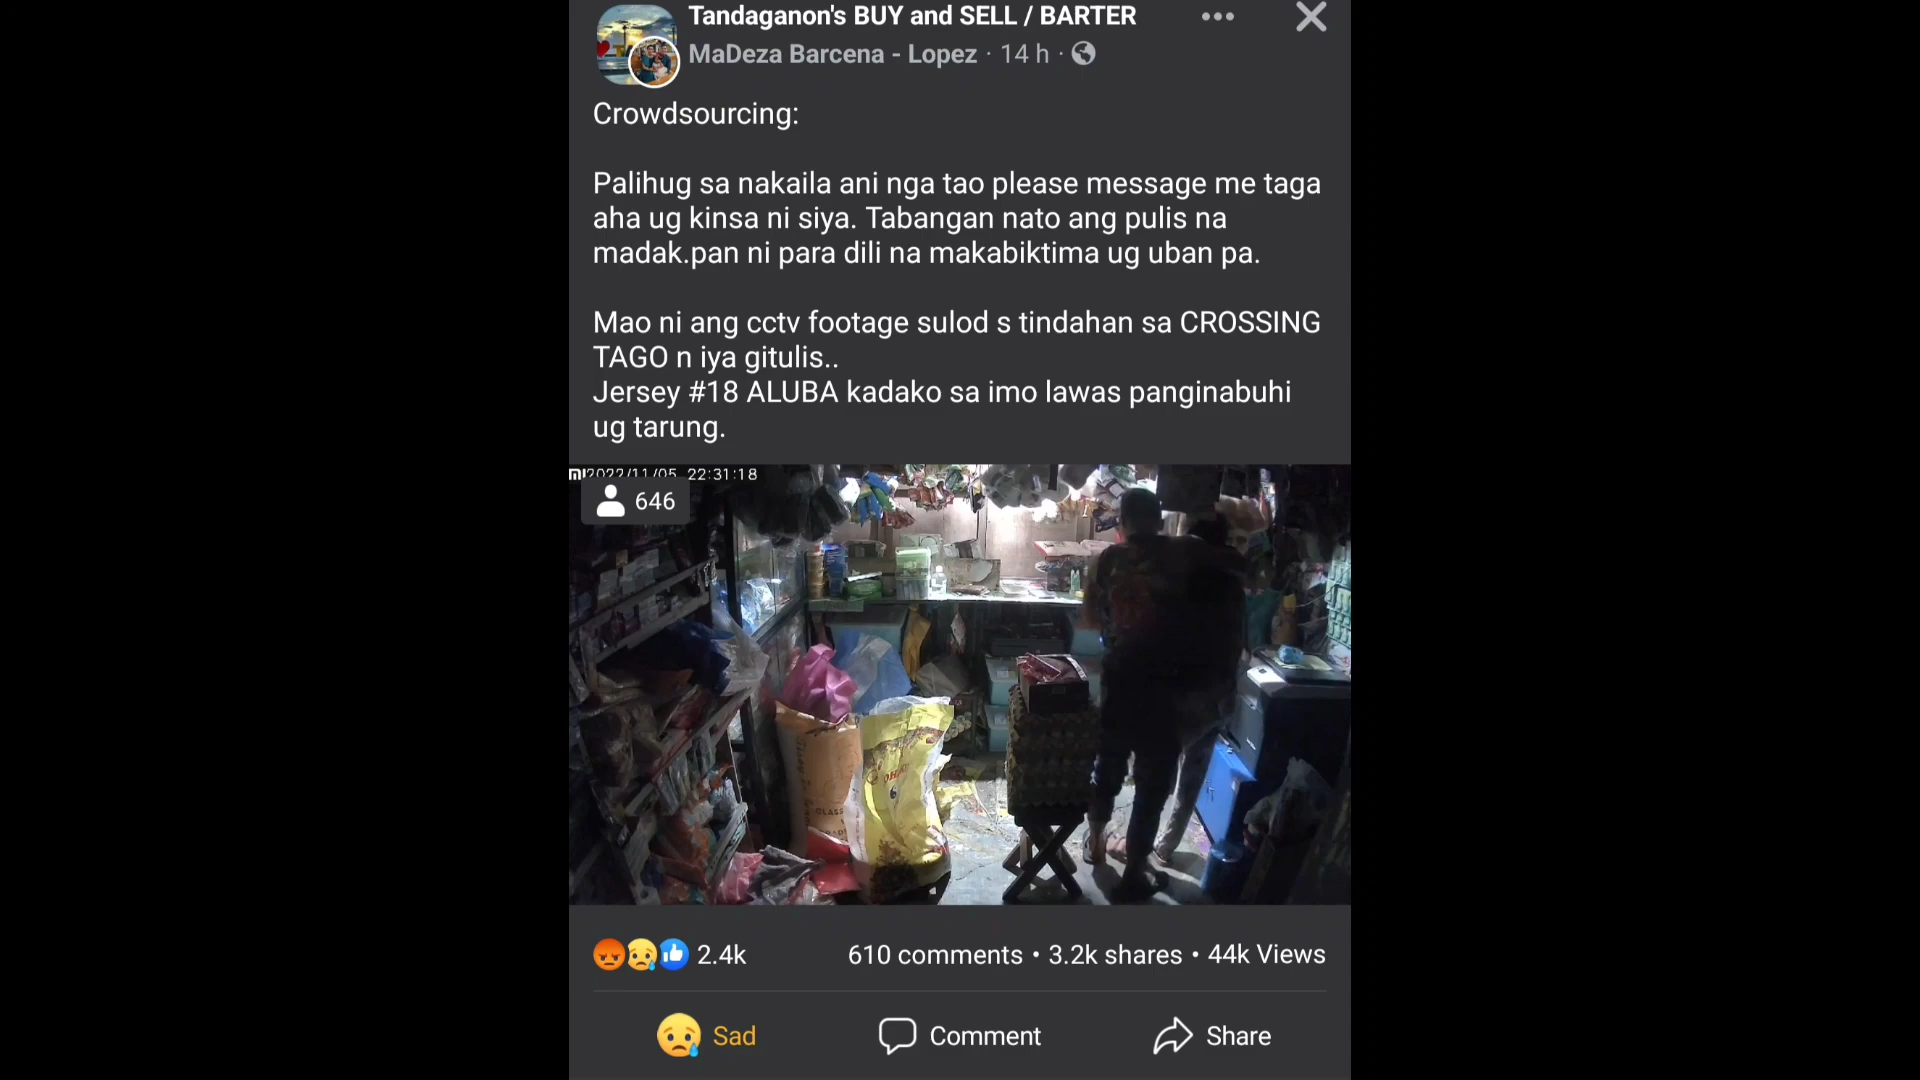 Tandaganon's BUY and SELL / BARTER
MaDeza Barcena - Lopez · 14 h ·
Crowdsourcing:
Palihug sa nakaila ani nga tao please message me taga
aha ug kinsa ni siya. Tabangan nato ang pulis na
madak.pan ni para dili na makabiktima ug uban pa.
Mao ni ang cctv footage sulod s tindahan sa CROSSING
TAGO n iya gitulis..
Jersey #18 ALUBA kadako sa imo lawas panginabuhi
ug tarung.
mi 2022/11/05 22:31:18
646
CLASS
2.4k 610 comments • 3.2k shares • 44k Views
Sad Comment Share